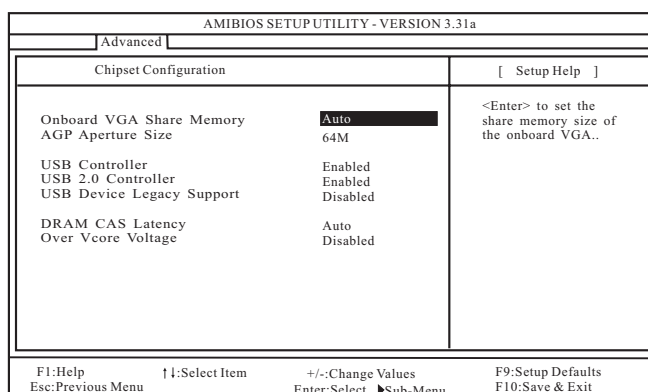 AMIBIOS SETUP UTILITY - VERSION 3.31a
Advanced
Chipset Configuration
[ Setup Help ]
Onboard VGA Share Memory Auto
AGP Aperture Size 64M
USB Controller Enabled
USB 2.0 Controller Enabled
USB Device Legacy Support Disabled
DRAM CAS Latency Auto
Over Vcore Voltage Disabled
<Enter> to set the
share memory size of
the onboard VGA..
F1:Help ↑↓:Select Item +/-:Change Values F9:Setup Defaults
Esc:Previous Menu Enter:Select ▶Sub-Menu F10:Save & Exit